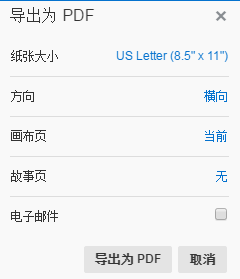 导出为 PDF ×
纸张大小 US Letter (8.5" x 11")
方向 横向
画布页 当前
故事页 无
电子邮件
导出为 PDF 取消